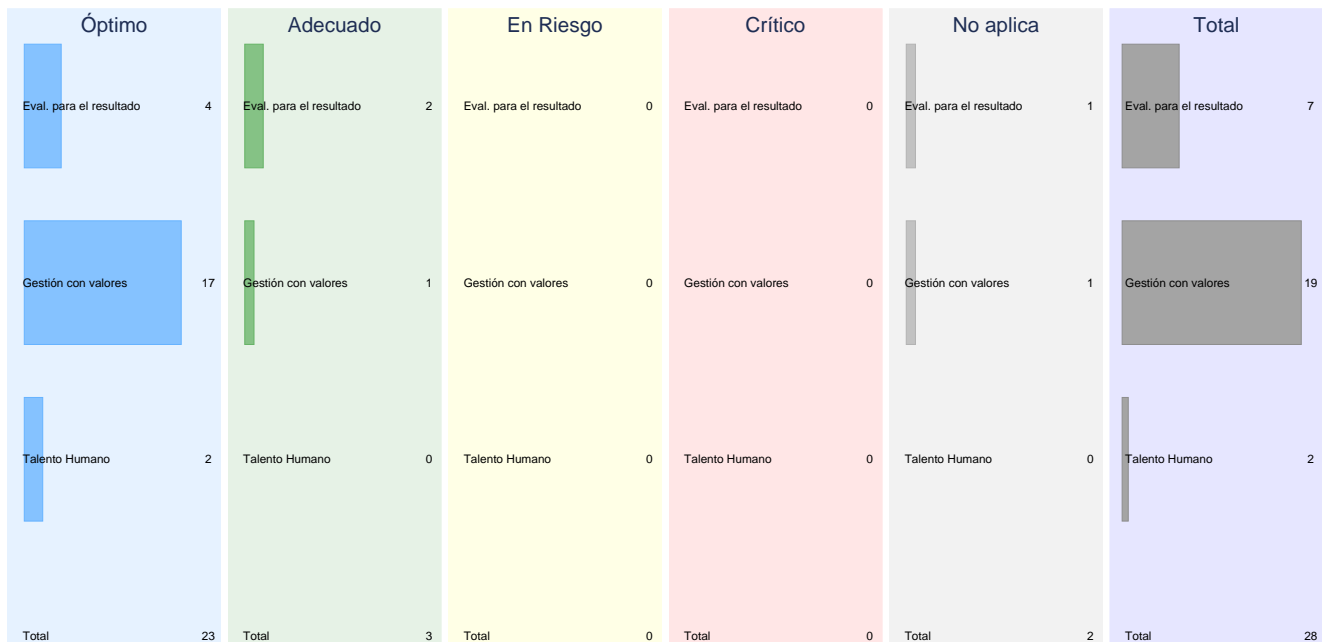 Óptimo Adecuado En Riesgo Crítico No aplica Total
Eval. para el resultado 4 Eval. para el resultado 2 Eval. para el resultado 0 Eval. para el resultado 0 Eval. para el resultado 1 Eval. para el resultado 7
Gestión con valores 17 Gestión con valores 1 Gestión con valores 0 Gestión con valores 0 Gestión con valores 1 Gestión con valores 19
Talento Humano 2 Talento Humano 0 Talento Humano 0 Talento Humano 0 Talento Humano 0 Talento Humano 2
Total 23 Total 3 Total 0 Total 0 Total 2 Total 28